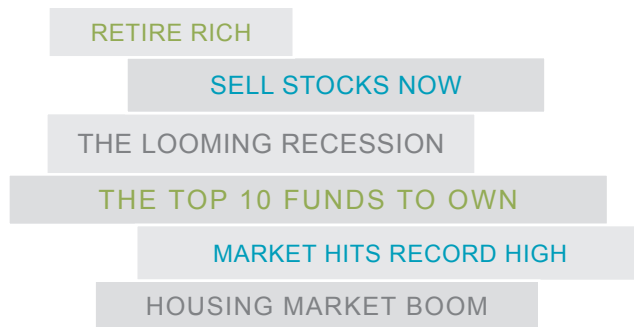 RETIRE RICH
SELL STOCKS NOW
THE LOOMING RECESSION
THE TOP 10 FUNDS TO OWN
MARKET HITS RECORD HIGH
HOUSING MARKET BOOM